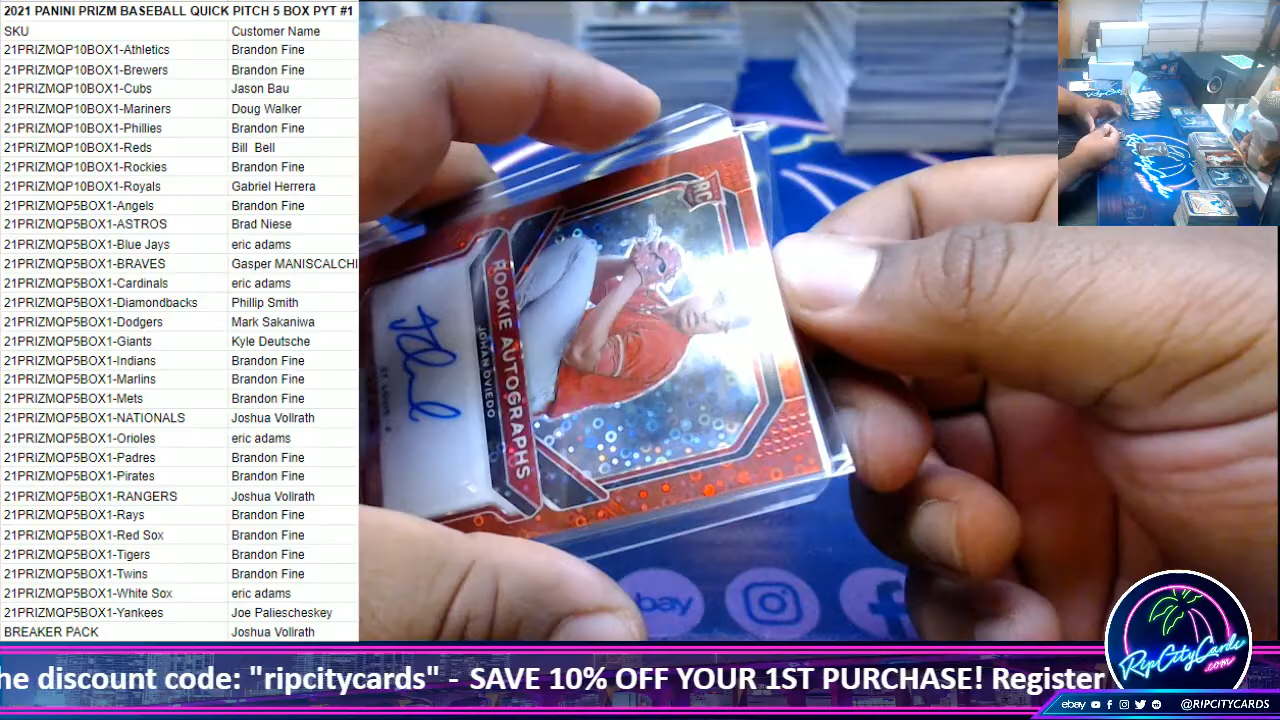 2021 PANINI PRIZM BASEBALL QUICK PITCH 5 BOX PYT #1
SKU Customer Name
21PRIZMQP10BOX1-Athletics Brandon Fine
21PRIZMQP10BOX1-Brewers Brandon Fine
21PRIZMQP10BOX1-Cubs Jason Bau
21PRIZMQP10BOX1-Mariners Doug Walker
21PRIZMQP10BOX1-Phillies Brandon Fine
21PRIZMQP10BOX1-Reds Bill Bell
21PRIZMQP10BOX1-Rockies Brandon Fine
21PRIZMQP10BOX1-Royals Gabriel Herrera
21PRIZMQP5BOX1-Angels Brandon Fine
21PRIZMQP5BOX1-ASTROS Brad Niese
21PRIZMQP5BOX1-Blue Jays eric adams
21PRIZMQP5BOX1-BRAVES Gasper MANISCALCHI
21PRIZMQP5BOX1-Cardinals eric adams
21PRIZMQP5BOX1-Diamondbacks Phillip Smith
21PRIZMQP5BOX1-Dodgers Mark Sakaniwa
21PRIZMQP5BOX1-Giants Kyle Deutsche
21PRIZMQP5BOX1-Indians Brandon Fine
21PRIZMQP5BOX1-Marlins Brandon Fine
21PRIZMQP5BOX1-Mets Brandon Fine
21PRIZMQP5BOX1-NATIONALS Joshua Vollrath
21PRIZMQP5BOX1-Orioles eric adams
21PRIZMQP5BOX1-Padres Brandon Fine
21PRIZMQP5BOX1-Pirates Brandon Fine
21PRIZMQP5BOX1-RANGERS Joshua Vollrath
21PRIZMQP5BOX1-Rays Brandon Fine
21PRIZMQP5BOX1-Red Sox Brandon Fine
21PRIZMQP5BOX1-Tigers Brandon Fine
21PRIZMQP5BOX1-Twins Brandon Fine
21PRIZMQP5BOX1-White Sox eric adams
21PRIZMQP5BOX1-Yankees Joe Paliescheskey
BREAKER PACK Joshua Vollrath
RC
ROOKIE AUTOGRAPHS
JOHAN OVIEDO
ebay
he discount code: "ripcitycards" - SAVE 10% OFF YOUR 1ST PURCHASE! Register
RipCityCards
.com
ebay @RIPCITYCARDS